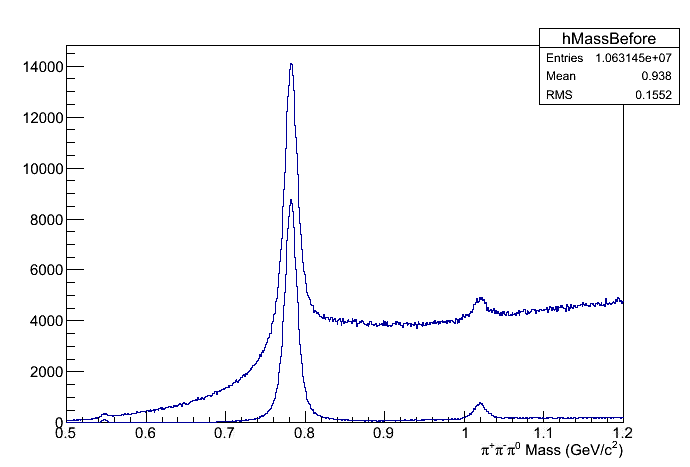 hMassBefore
Entries 1.063145e+07
Mean 0.938
RMS 0.1552
14000
12000
10000
8000
6000
4000
2000
0
0.5 0.6 0.7 0.8 0.9 1 1.1 1.2
π⁺π⁻π⁰ Mass (GeV/c²)